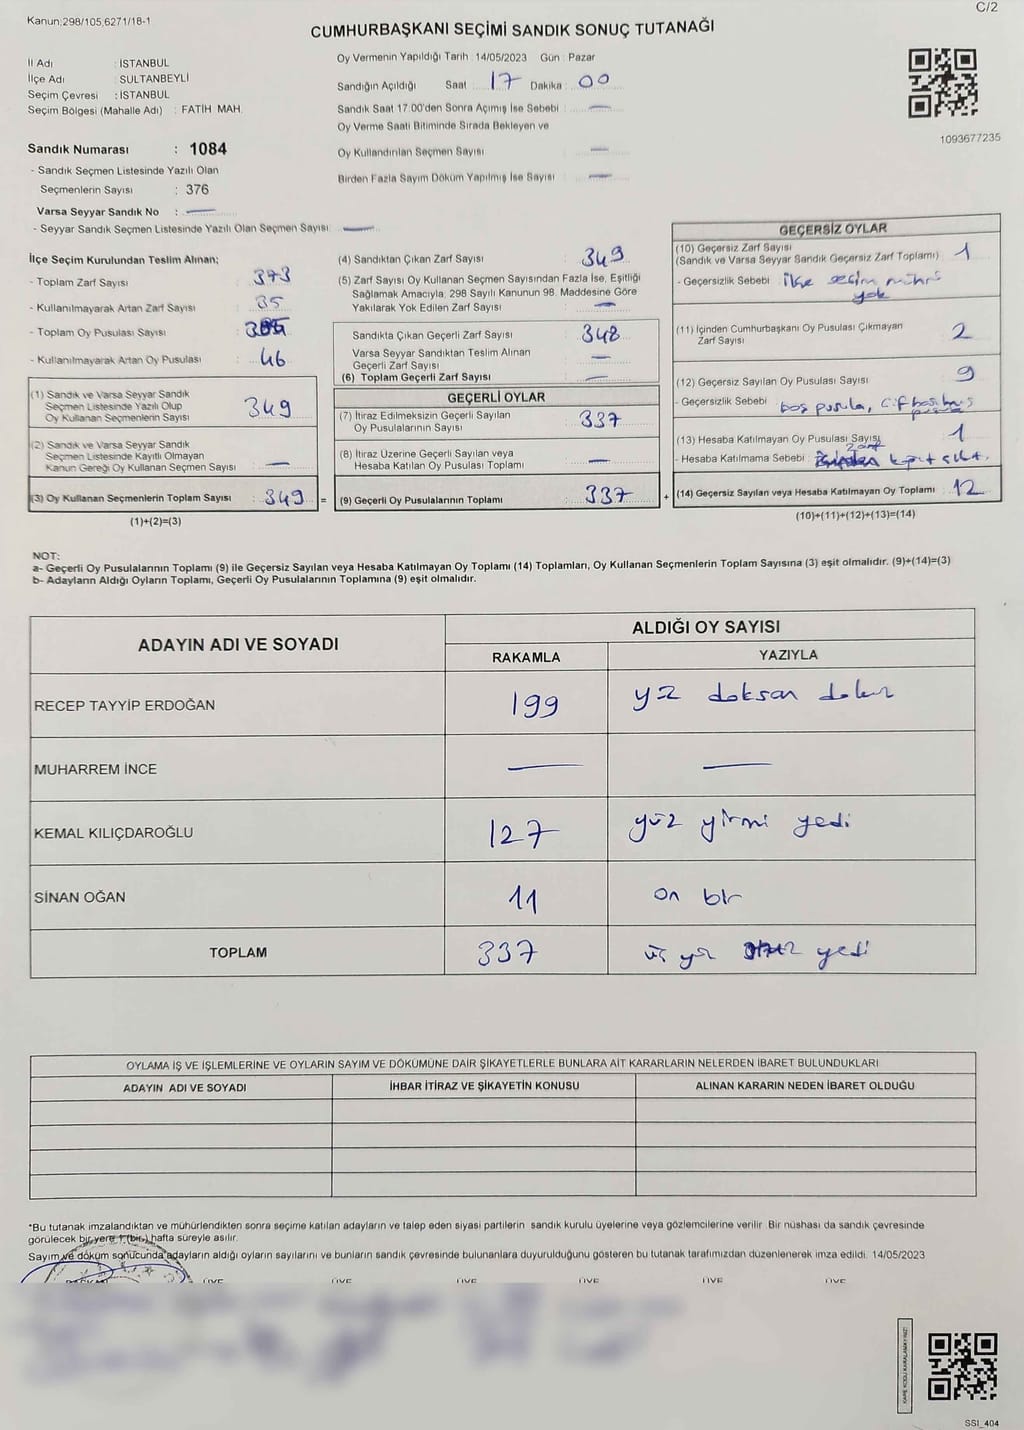 Kanun:298/105,6271/18-1
C/2
CUMHURBAŞKANI SEÇİMİ SANDIK SONUÇ TUTANAĞI
İl Adı : İSTANBUL
İlçe Adı : SULTANBEYLİ
Seçim Çevresi : İSTANBUL
Seçim Bölgesi (Mahalle Adı) : FATİH MAH.
Oy Vermenin Yapıldığı Tarih : 14/05/2023 Gün : Pazar
Sandığın Açıldığı Saat : 17 Dakika : 00
Sandık Saat 17.00'den Sonra Açımış İse Sebebi : —
Oy Verme Saati Bitiminde Sırada Bekleyen ve
Oy Kullandırılan Seçmen Sayısı : —
Birden Fazla Sayım Döküm Yapılmış İse Sayısı : —
1093677235
Sandık Numarası : 1084
- Sandık Seçmen Listesinde Yazılı Olan
Seçmenlerin Sayısı : 376
Varsa Seyyar Sandık No : —
- Seyyar Sandık Seçmen Listesinde Yazılı Olan Seçmen Sayısı : —
İlçe Seçim Kurulundan Teslim Alınan;
- Toplam Zarf Sayısı : 373
- Kullanılmayarak Artan Zarf Sayısı : 35
- Toplam Oy Pusulası Sayısı :
- Kullanılmayarak Artan Oy Pusulası : 46
(1) Sandık ve Varsa Seyyar Sandık
Seçmen Listesinde Yazılı Olup
Oy Kullanan Seçmenlerin Sayısı : 349
(2) Sandık ve Varsa Seyyar Sandık
Seçmen Listesinde Kayıtlı Olmayan
Kanun Gereği Oy Kullanan Seçmen Sayısı : —
(3) Oy Kullanan Seçmenlerin Toplam Sayısı : 349 =
(1)+(2)=(3)
(4) Sandıktan Çıkan Zarf Sayısı : 349
(5) Zarf Sayısı Oy Kullanan Seçmen Sayısından Fazla İse, Eşitliği
Sağlamak Amacıyla, 298 Sayılı Kanunun 98. Maddesine Göre
Yakılarak Yok Edilen Zarf Sayısı : —
Sandıkta Çıkan Geçerli Zarf Sayısı : 348
Varsa Seyyar Sandıktan Teslim Alınan
Geçerli Zarf Sayısı : —
(6) Toplam Geçerli Zarf Sayısı : —
GEÇERLİ OYLAR
(7) İtiraz Edilmeksizin Geçerli Sayılan
Oy Pusulalarının Sayısı : 337
(8) İtiraz Üzerine Geçerli Sayılan veya
Hesaba Katılan Oy Pusulası Toplamı : —
(9) Geçerli Oy Pusulalarının Toplamı : 337 +
GEÇERSİZ OYLAR
(10) Geçersiz Zarf Sayısı
(Sandık ve Varsa Seyyar Sandık Geçersiz Zarf Toplamı) : 1
- Geçersizlik Sebebi : ilçe seçim mührü
yok
(11) İçinden Cumhurbaşkanı Oy Pusulası Çıkmayan
Zarf Sayısı : 2
(12) Geçersiz Sayılan Oy Pusulası Sayısı : 9
- Geçersizlik Sebebi : boş pusula,
(13) Hesaba Katılmayan Oy Pusulası Sayısı : 1
- Hesaba Katılmama Sebebi :
(14) Geçersiz Sayılan veya Hesaba Katılmayan Oy Toplamı : 12
(10)+(11)+(12)+(13)=(14)
NOT:
a- Geçerli Oy Pusulalarının Toplamı (9) ile Geçersiz Sayılan veya Hesaba Katılmayan Oy Toplamı (14) Toplamları, Oy Kullanan Seçmenlerin Toplam Sayısına (3) eşit olmalıdır. (9)+(14)=(3)
b- Adayların Aldığı Oyların Toplamı, Geçerli Oy Pusulalarının Toplamına (9) eşit olmalıdır.
ADAYIN ADI VE SOYADI
ALDIĞI OY SAYISI
RAKAMLA YAZIYLA
RECEP TAYYİP ERDOĞAN 199 yüz doksan dokuz
MUHARREM İNCE — —
KEMAL KILIÇDAROĞLU 127 yüz yirmi yedi
SİNAN OĞAN 11 on bir
TOPLAM 337 üç yüz yedi
OYLAMA İŞ VE İŞLEMLERİNE VE OYLARIN SAYIM VE DÖKÜMÜNE DAİR ŞİKAYETLERLE BUNLARA AİT KARARLARIN NELERDEN İBARET BULUNDUKLARI
ADAYIN ADI VE SOYADI İHBAR İTİRAZ VE ŞİKAYETİN KONUSU ALINAN KARARIN NEDEN İBARET OLDUĞU
*Bu tutanak imzalandıktan ve mühürlendikten sonra seçime katılan adayların ve talep eden siyasi partilerin sandık kurulu üyelerine veya gözlemcilerine verilir. Bir nüshası da sandık çevresinde
görülecek bir yere 1 (bir) hafta süreyle asılır.
Sayım ve döküm sonucunda adayların aldığı oyların sayılarını ve bunların sandık çevresinde bulunanlara duyurulduğunu gösteren bu tutanak tarafımızdan düzenlenerek imza edildi. 14/05/2023
ÜYE ÜYE ÜYE ÜYE ÜYE ÜYE
SSI_404